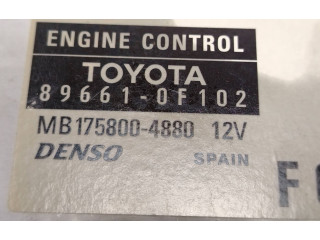 ENGINE CONTROL
TOYOTA
89661-0F102
MB175800-4880 12V
DENSO SPAIN
F